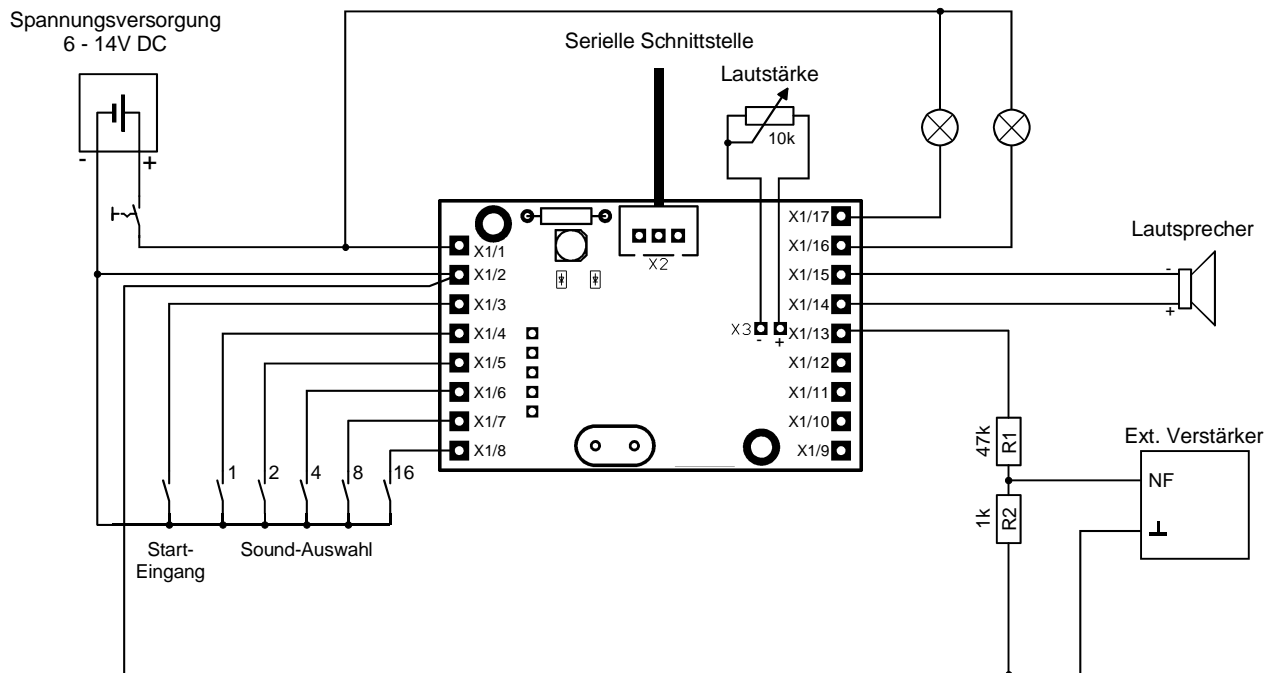 Spannungsversorgung
6 - 14V DC
- +
Serielle Schnittstelle
Lautstärke
10k
X2
X3
- +
X1/1
X1/2
X1/3
X1/4
X1/5
X1/6
X1/7
X1/8
X1/17
X1/16
X1/15
X1/14
X1/13
X1/12
X1/11
X1/10
X1/9
Lautsprecher
-
+
1 2 4 8 16
Start-
Eingang
Sound-Auswahl
47k R1
1k R2
Ext. Verstärker
NF